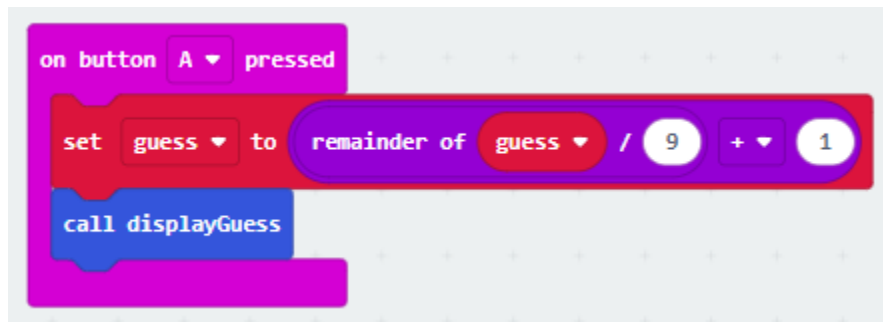 on button A pressed
set guess to remainder of guess / 9 + 1
call displayGuess